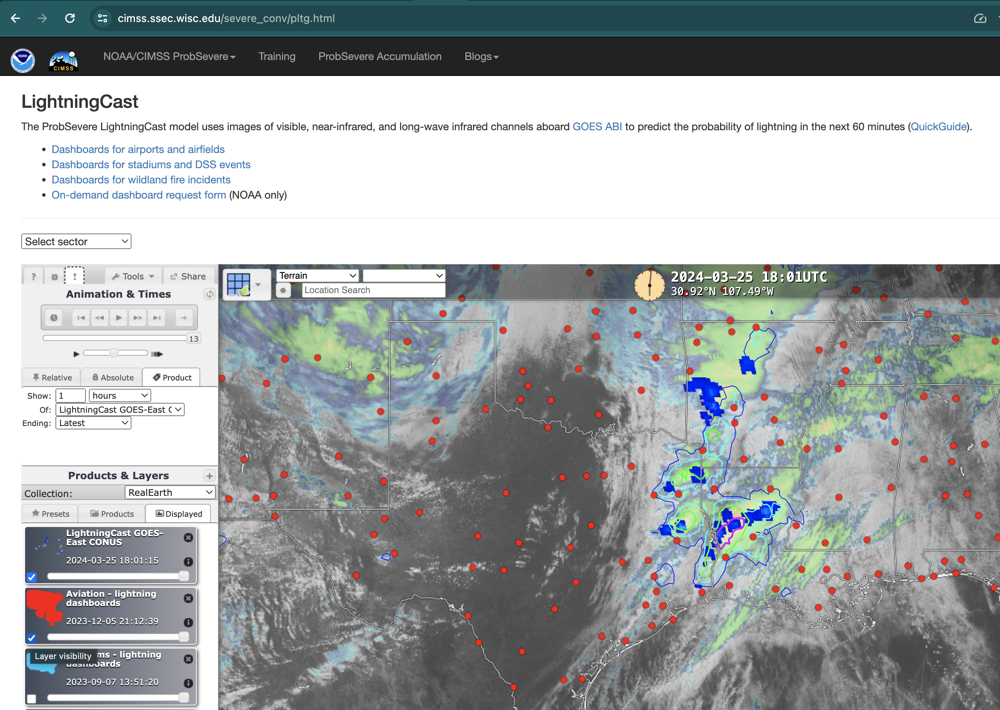 cimss.ssec.wisc.edu/severe_conv/pltg.html
NOAA
CIMSS
NOAA/CIMSS ProbSevere
Training
ProbSevere Accumulation
Blogs
LightningCast
The ProbSevere LightningCast model uses images of visible, near-infrared, and long-wave infrared channels aboard GOES ABI to predict the probability of lightning in the next 60 minutes (QuickGuide).
Dashboards for airports and airfields
Dashboards for stadiums and DSS events
Dashboards for wildland fire incidents
On-demand dashboard request form (NOAA only)
Select sector
? ! Tools Share
Animation & Times
13
Relative Absolute Product
Show: 1 hours
Of: LightningCast GOES-East C
Ending: Latest
Products & Layers
Collection: RealEarth
Presets Products Displayed
LightningCast GOES-
East CONUS
2024-03-25 18:01:15
Aviation - lightning
dashboards
2023-12-05 21:12:39
Layer visibility
ms - lightning
dashboards
2023-09-07 13:51:20
Terrain
Location Search
2024-03-25 18:01UTC
30.92°N 107.49°W